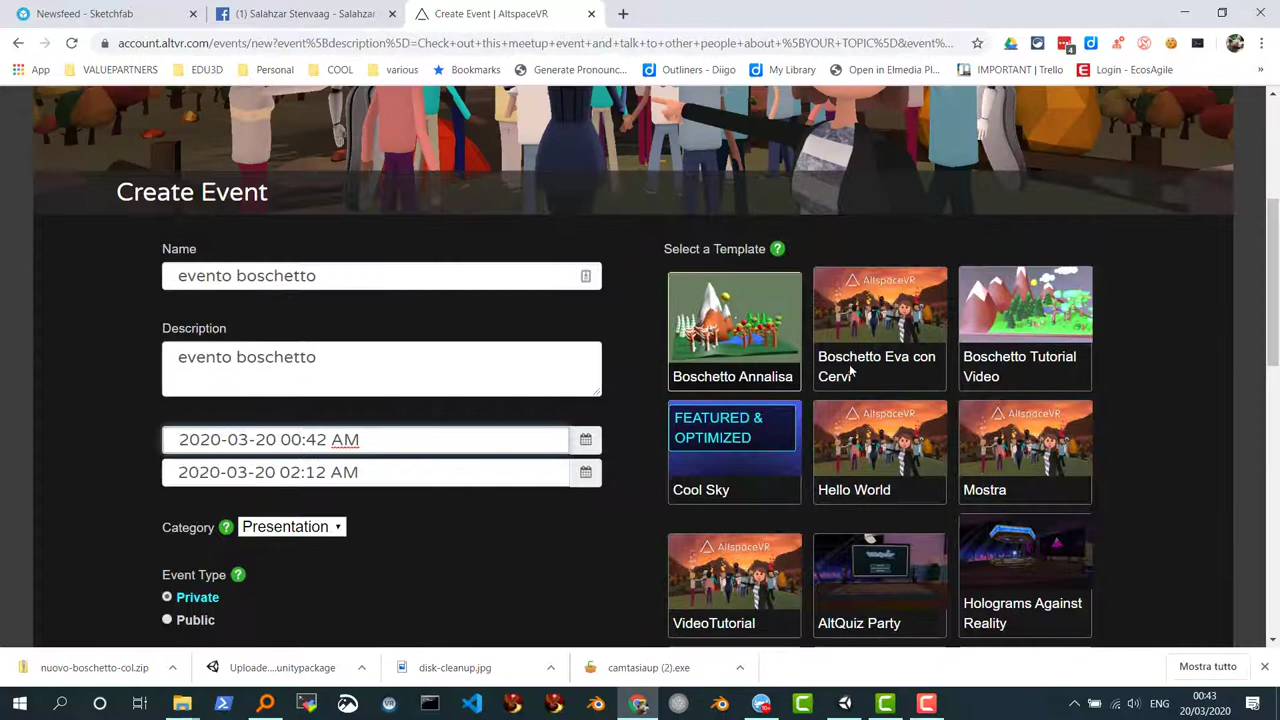 Newsfeed - Sketchfab
(1) Salahzar Stenvaag - Salahzar
Create Event | AltspaceVR
account.altvr.com/events/new?event%5Bdescription%5D=Check+out+this+meetup+event+and+talk+to+other+people+about+%5BYOUR+TOPIC%5D&event%...
App
VALUEPARTNERS
EDU3D
Personal
COOL
various
Bookmarks
Generate Pronounc...
Outliners - Diigo
My Library
Open in Elmedia Pl...
IMPORTANT | Trello
Login - EcosAgile
Create Event
Name
evento boschetto
Description
evento boschetto
2020-03-20 00:42 AM
2020-03-20 02:12 AM
Category
Presentation
Event Type
Private
Public
Select a Template
Boschetto Annalisa
AltspaceVR
Boschetto Eva con
Cervi
Boschetto Tutorial
Video
FEATURED &
OPTIMIZED
Cool Sky
AltspaceVR
Hello World
AltspaceVR
Mostra
AltspaceVR
VideoTutorial
AltQuiz Party
Holograms Against
Reality
nuovo-boschetto-col.zip
Uploade....unitypackage
disk-cleanup.jpg
camtasiaup (2).exe
Mostra tutto
ENG
00:43
20/03/2020